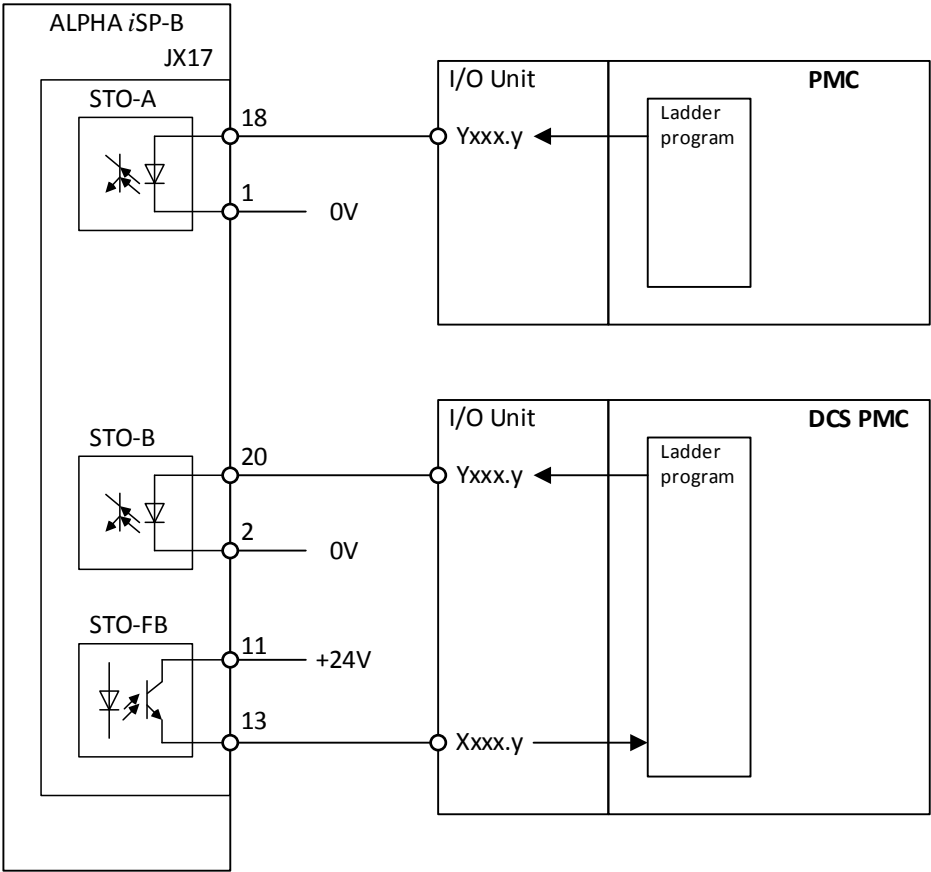 ALPHA iSP-B
JX17
STO-A
18
1
0V
I/O Unit
PMC
Yxxx.y
Ladder
program
STO-B
20
2
0V
STO-FB
11
+24V
13
I/O Unit
DCS PMC
Yxxx.y
Ladder
program
Xxxx.y